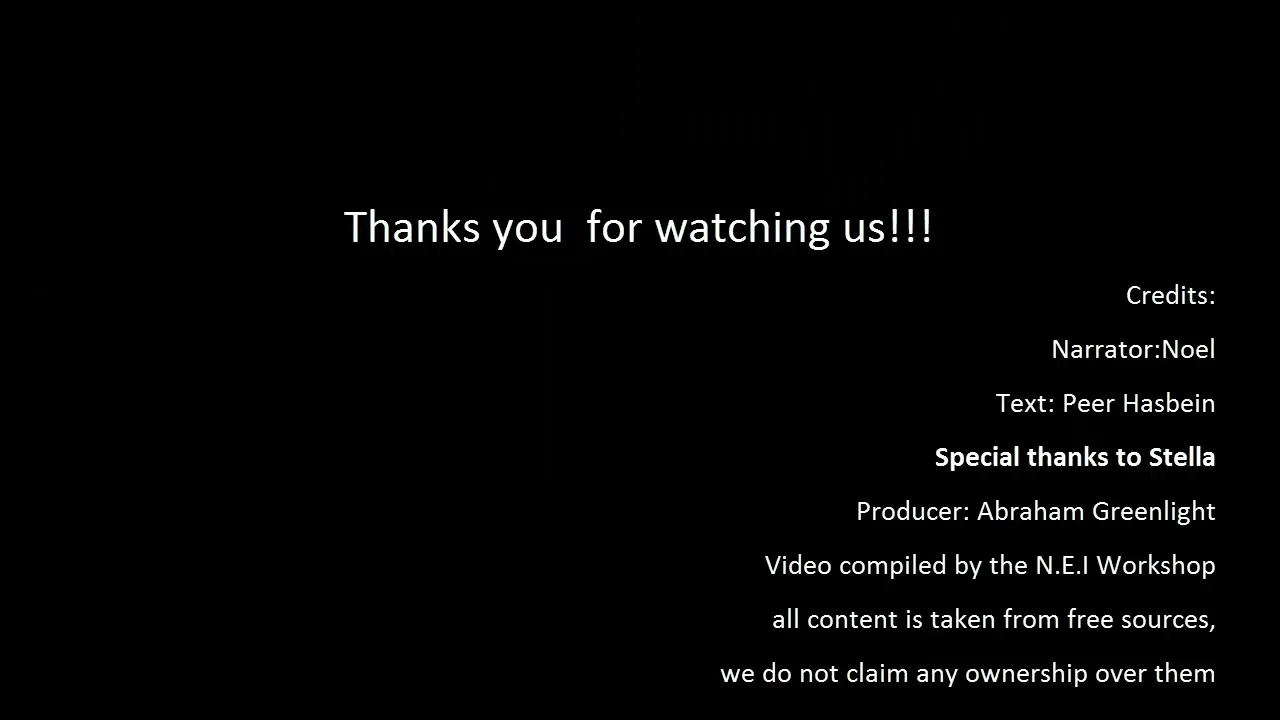 Thanks you  for watching us!!!
Credits:
Narrator:Noel
Text: Peer Hasbein
Special thanks to Stella
Producer: Abraham Greenlight
Video compiled by the N.E.I Workshop
all content is taken from free sources,
we do not claim any ownership over them